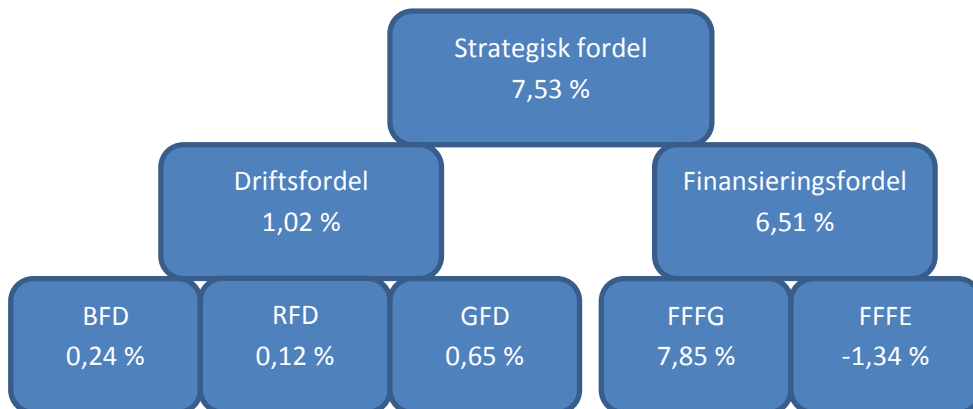 Strategisk fordel
7,53 %
Driftsfordel
1,02 %
Finansieringsfordel
6,51 %
BFD
0,24 %
RFD
0,12 %
GFD
0,65 %
FFFG
7,85 %
FFFE
-1,34 %